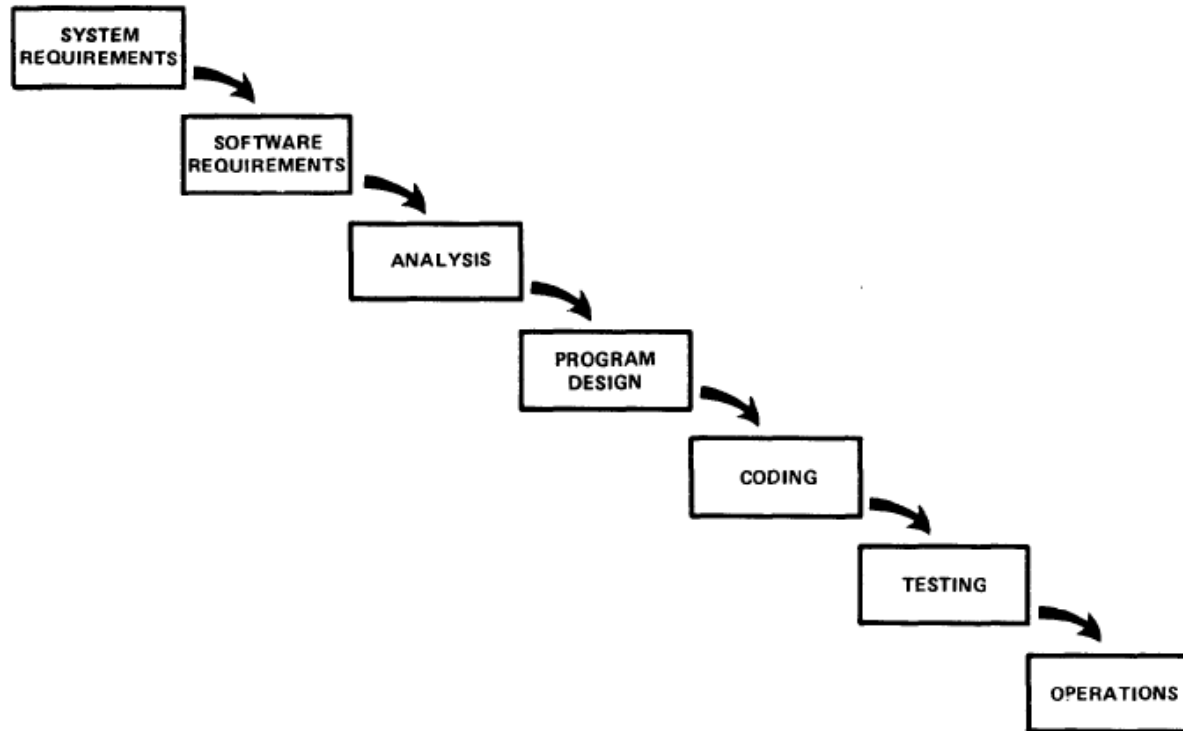 SYSTEM
REQUIREMENTS
SOFTWARE
REQUIREMENTS
ANALYSIS
PROGRAM
DESIGN
CODING
TESTING
OPERATIONS